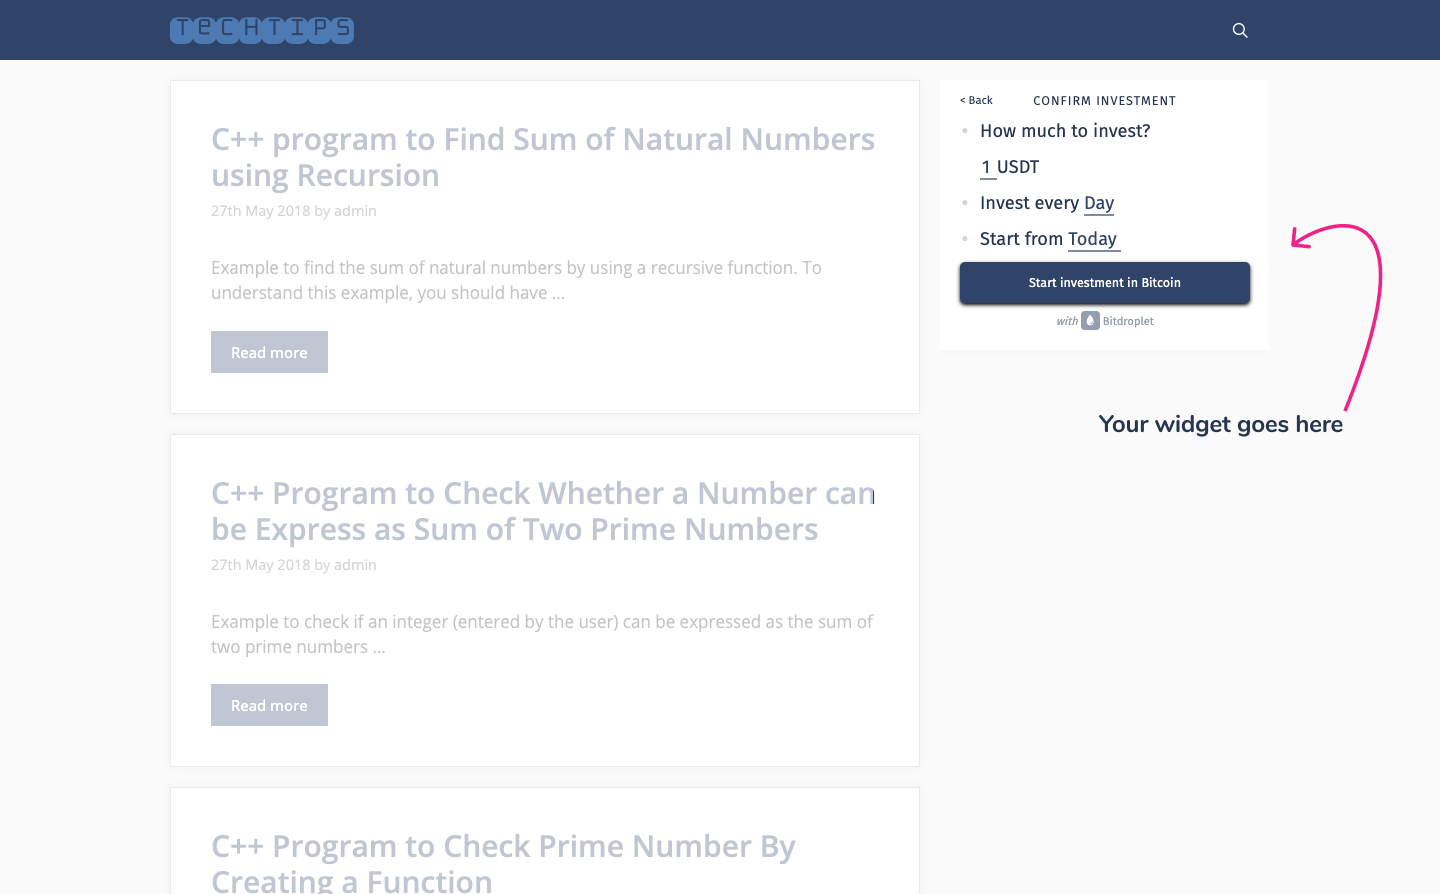 TecHTIPS
C++ program to Find Sum of Natural Numbers
using Recursion
27th May 2018 by admin
Example to find the sum of natural numbers by using a recursive function. To
understand this example, you should have ...
Read more
C++ Program to Check Whether a Number can
be Express as Sum of Two Prime Numbers
27th May 2018 by admin
Example to check if an integer (entered by the user) can be expressed as the sum of
two prime numbers ...
Read more
C++ Program to Check Prime Number By
Creating a Function
< Back CONFIRM INVESTMENT
How much to invest?
1 USDT
Invest every Day
Start from Today
Start investment in Bitcoin
with Bitdroplet
Your widget goes here